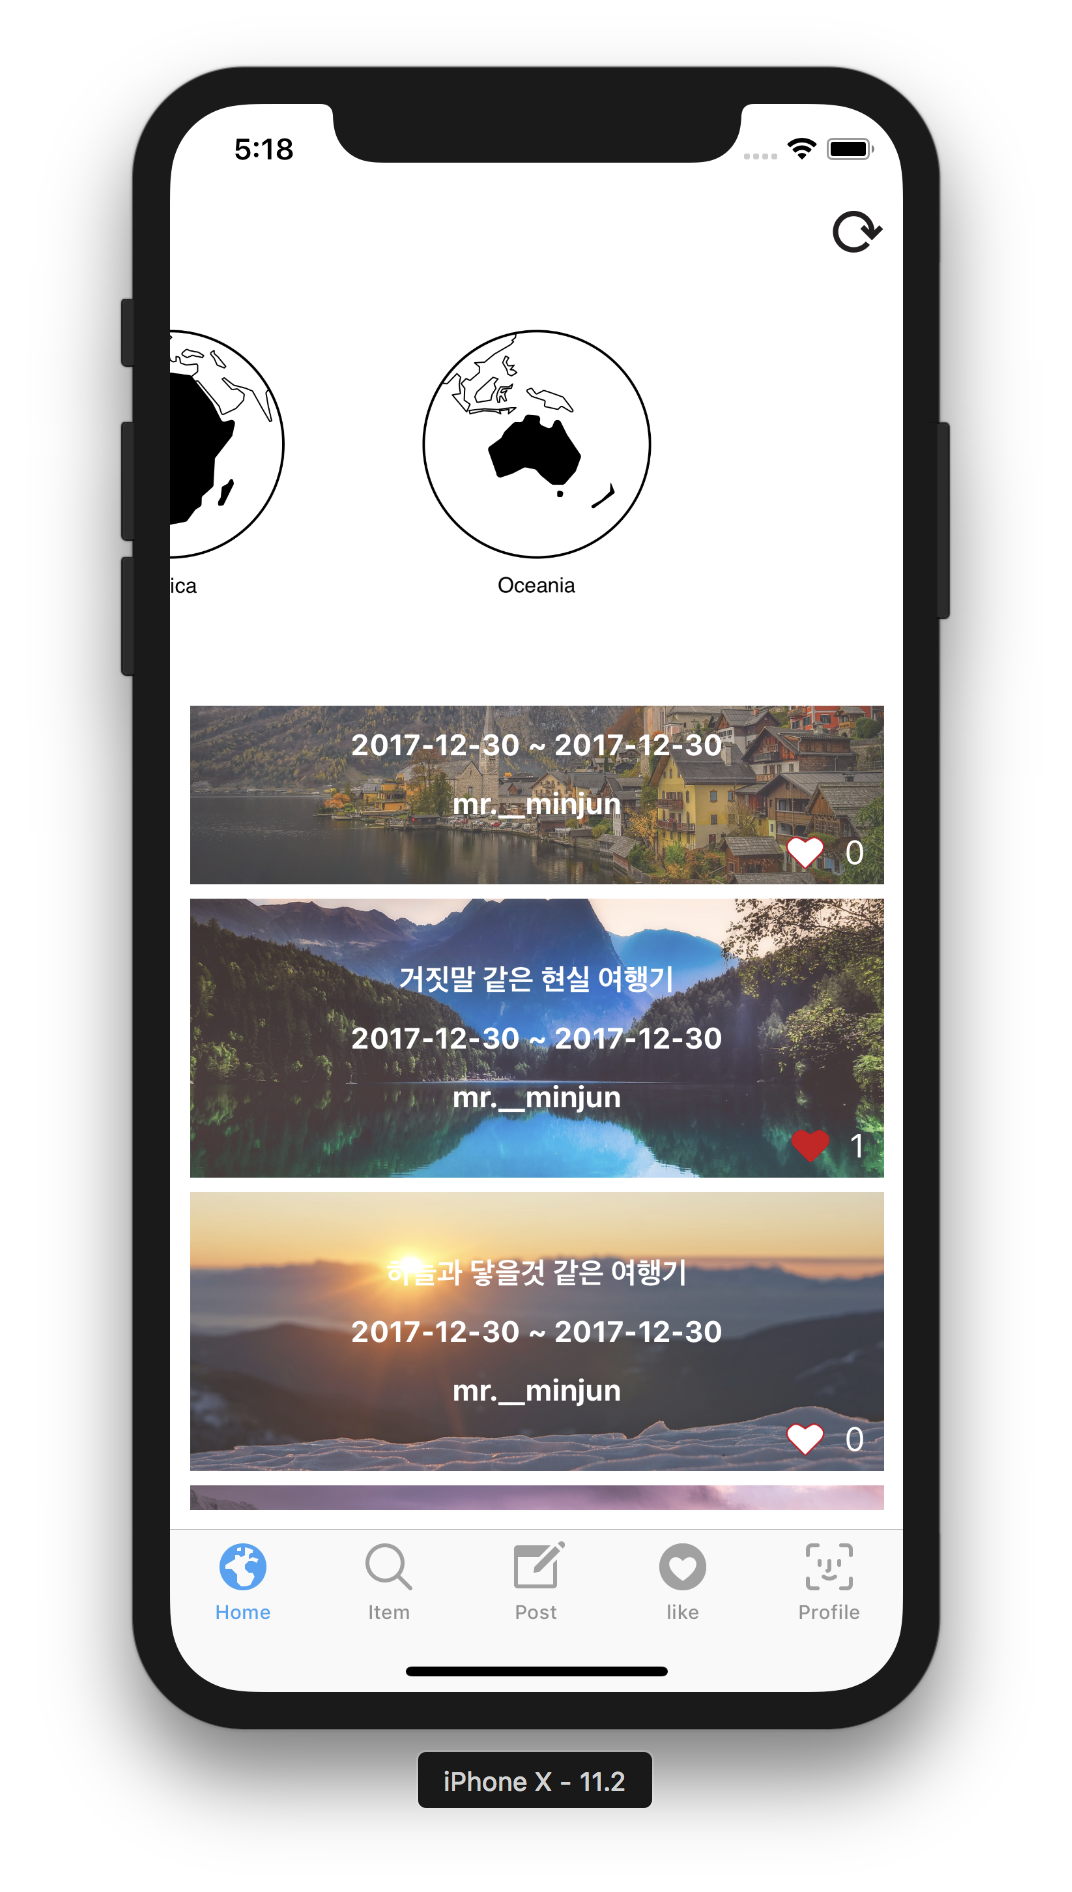 5:18
ica
Oceania
2017-12-30 ~ 2017-12-30
mr.__minjun
0
거짓말 같은 현실 여행기
2017-12-30 ~ 2017-12-30
mr.__minjun
1
하늘과 닿을것 같은 여행기
2017-12-30 ~ 2017-12-30
mr.__minjun
0
Home
Item
Post
like
Profile
iPhone X - 11.2